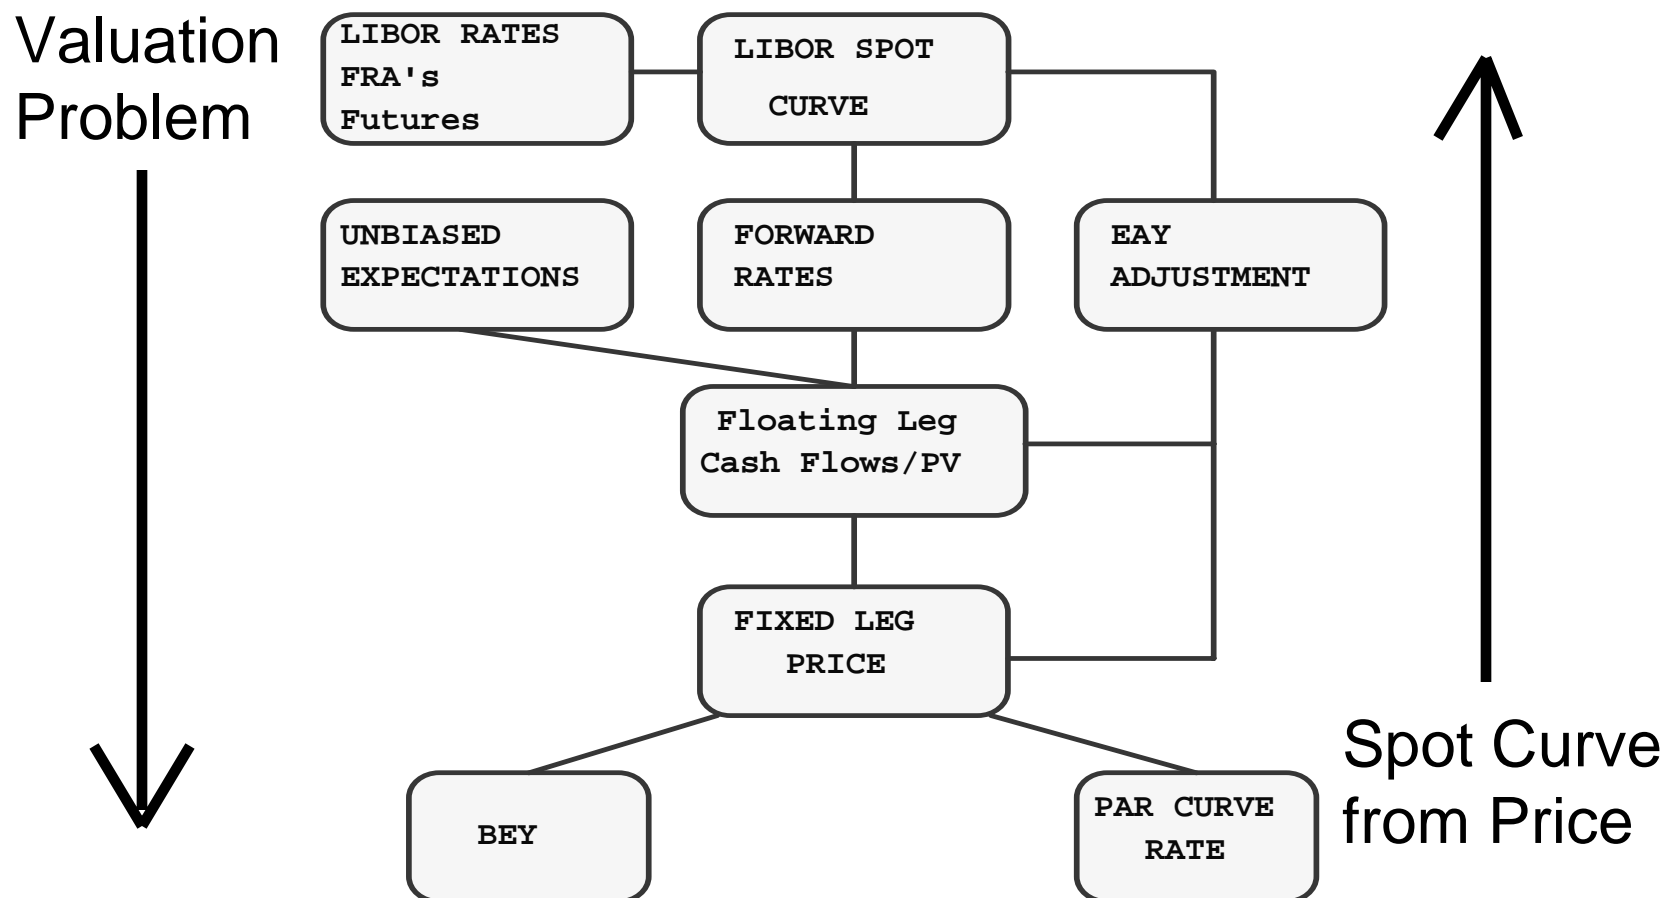 Valuation
Problem
LIBOR RATES
FRA's
Futures
LIBOR SPOT
CURVE
UNBIASED
EXPECTATIONS
FORWARD
RATES
EAY
ADJUSTMENT
Floating Leg
Cash Flows/PV
FIXED LEG
PRICE
BEY
PAR CURVE
RATE
Spot Curve
from Price